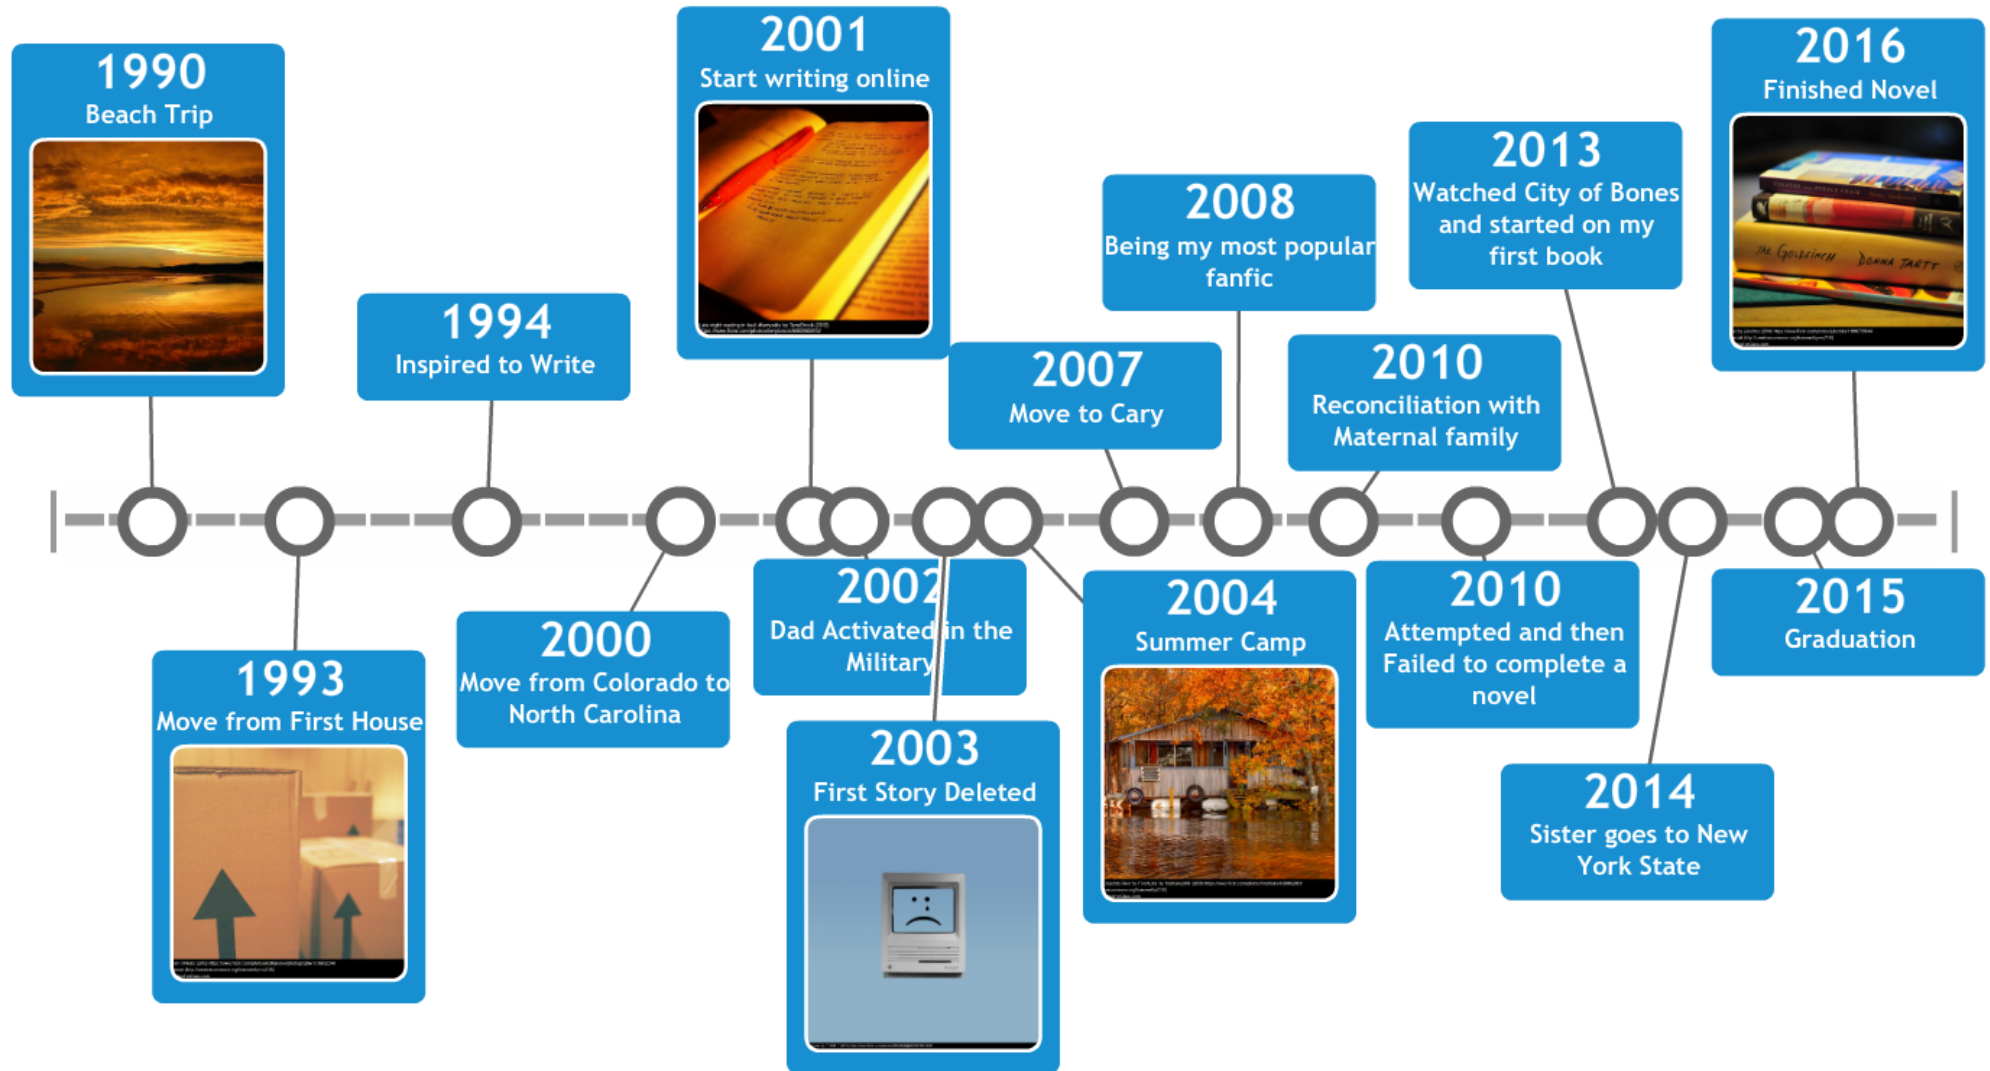 1990
Beach Trip
1993
Move from First House
1994
Inspired to Write
2000
Move from Colorado to
North Carolina
2001
Start writing online
2002
Dad Activated in the
Military
2003
First Story Deleted
2004
Summer Camp
2007
Move to Cary
2008
Being my most popular
fanfic
2010
Reconciliation with
Maternal family
2010
Attempted and then
Failed to complete a
novel
2013
Watched City of Bones
and started on my
first book
2014
Sister goes to New
York State
2015
Graduation
2016
Finished Novel
THE GOLDFINCH DONNA TARTT